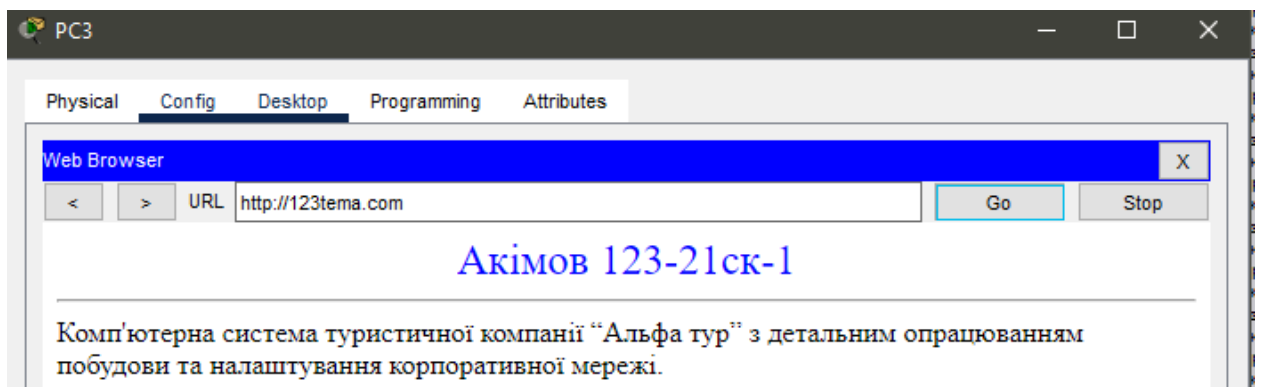 PC3
Physical Config Desktop Programming Attributes
Web Browser X
< > URL http://123tema.com Go Stop
Акімов 123-21ск-1
Комп'ютерна система туристичної компанії “Альфа тур” з детальним опрацюванням
побудови та налаштування корпоративної мережі.